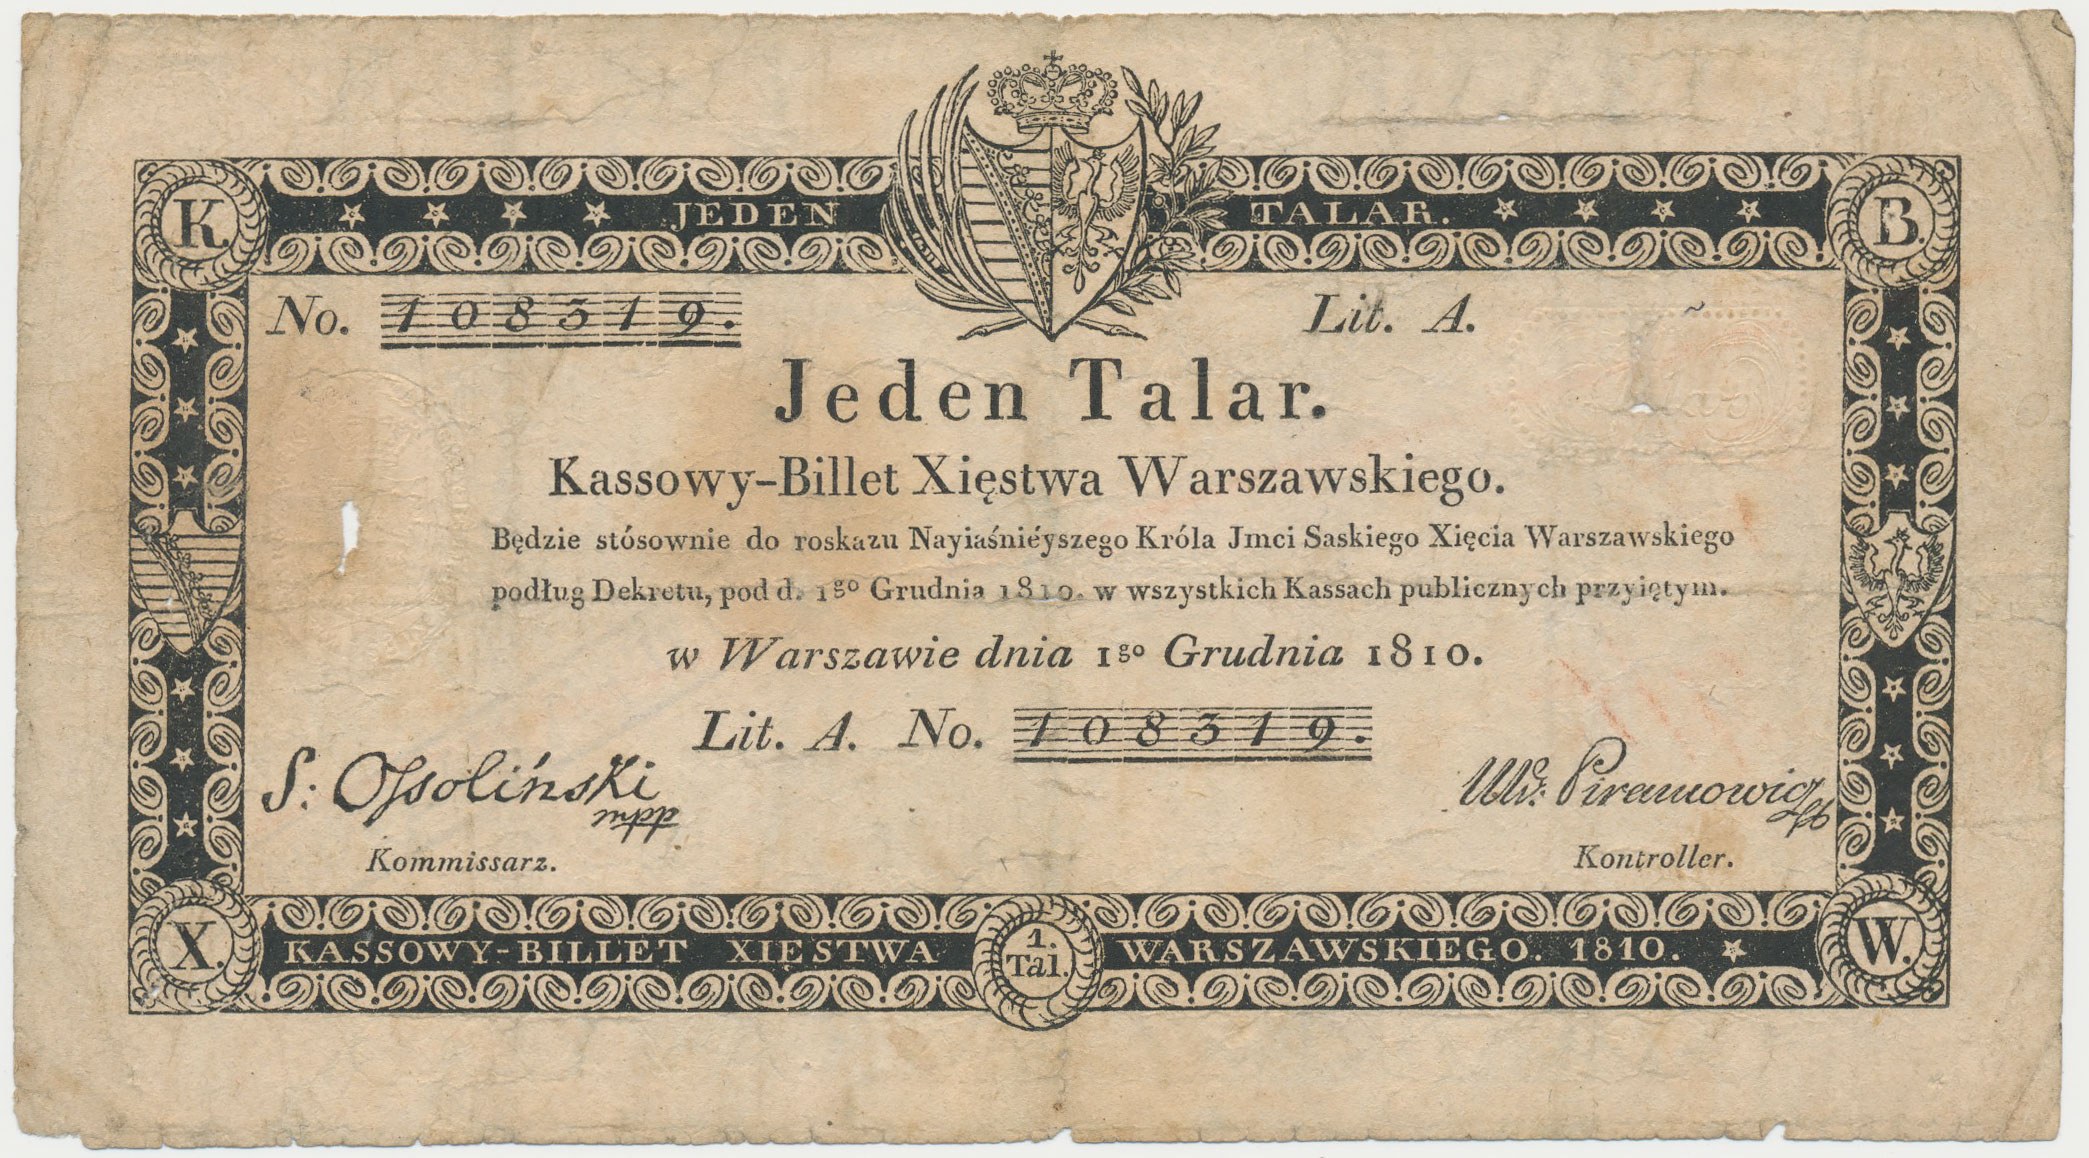 K. JEDEN TALAR. B.
No. 108319. Lit. A.
Jeden Talar.
Kassowy-Billet Xięstwa Warszawskiego.
Będzie stósownie do roskazu Nayiaśniéyszego Króla Jmci Saskiego Xięcia Warszawskiego
podług Dekretu, pod d. 1go Grudnia 1810. w wszystkich Kassach publicznych przyiętym.
w Warszawie dnia 1go Grudnia 1810.
Lit. A. No. 108319.
S: Ossoliński
mpp
Kommissarz.
Piramowicz
Kontroller.
X. KASSOWY-BILLET XIĘSTWA 1. Tal. WARSZAWSKIEGO. 1810. W.